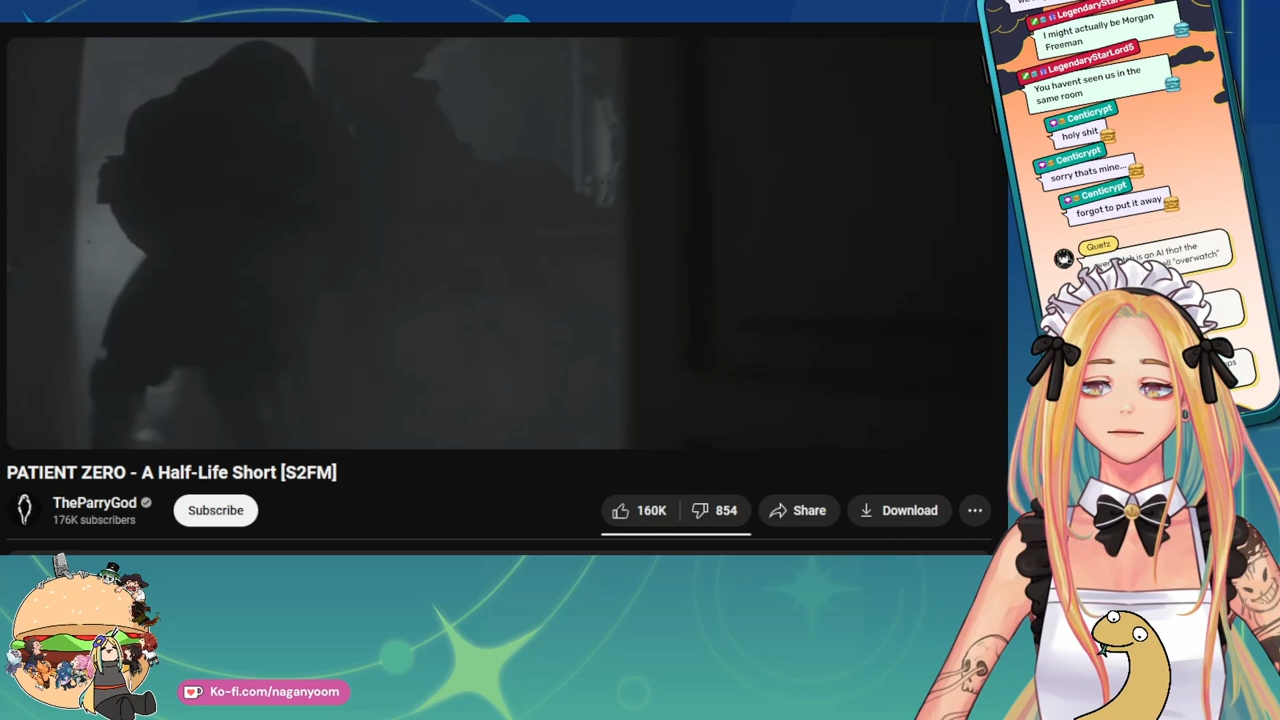 LegendaryStarL
I might actually be Morgan
Freeman
LegendaryStarLord5
You havent seen us in the
same room
Centicrypt
holy shit
Centicrypt
sorry thats mine...
Centicrypt
forgot to put it away
Quetz
is an AI that the
"overwatch"
PATIENT ZERO - A Half-Life Short [S2FM]
TheParryGod
176K subscribers
Subscribe
160K
854
Share
Download
Ko-fi.com/naganyoom